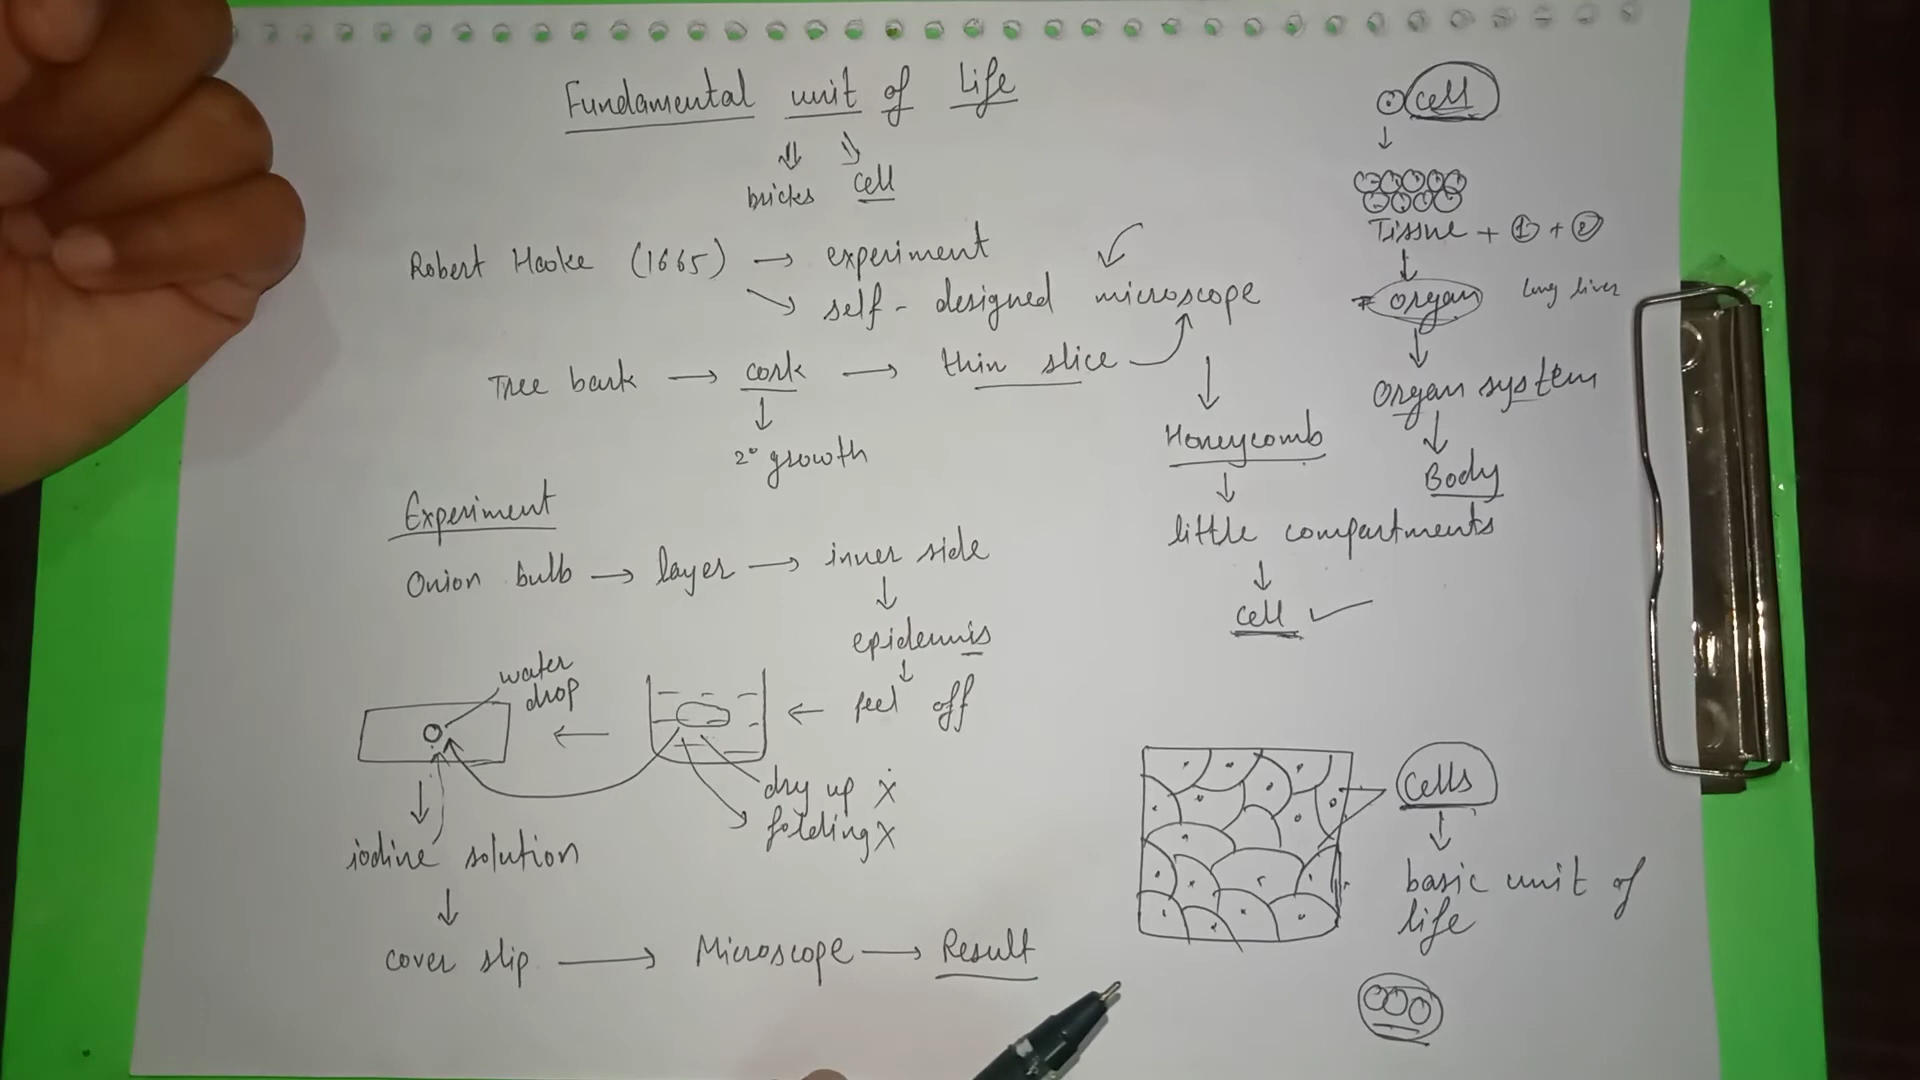 Fundamental unit of Life
bricks cell
Robert Hooke (1665) → experiment
→ self-designed microscope
Tree bark → cork → thin slice
2° growth
Honeycomb
little compartments
cell ✓
cell
Tissue + ① + ②
= organ lung liver
Organ system
Body
Experiment
Onion bulb → layer → inner side
epidermis
peel off
water drop
dry up X
folding X
iodine solution
cover slip → Microscope → Result
Cells
basic unit of
life